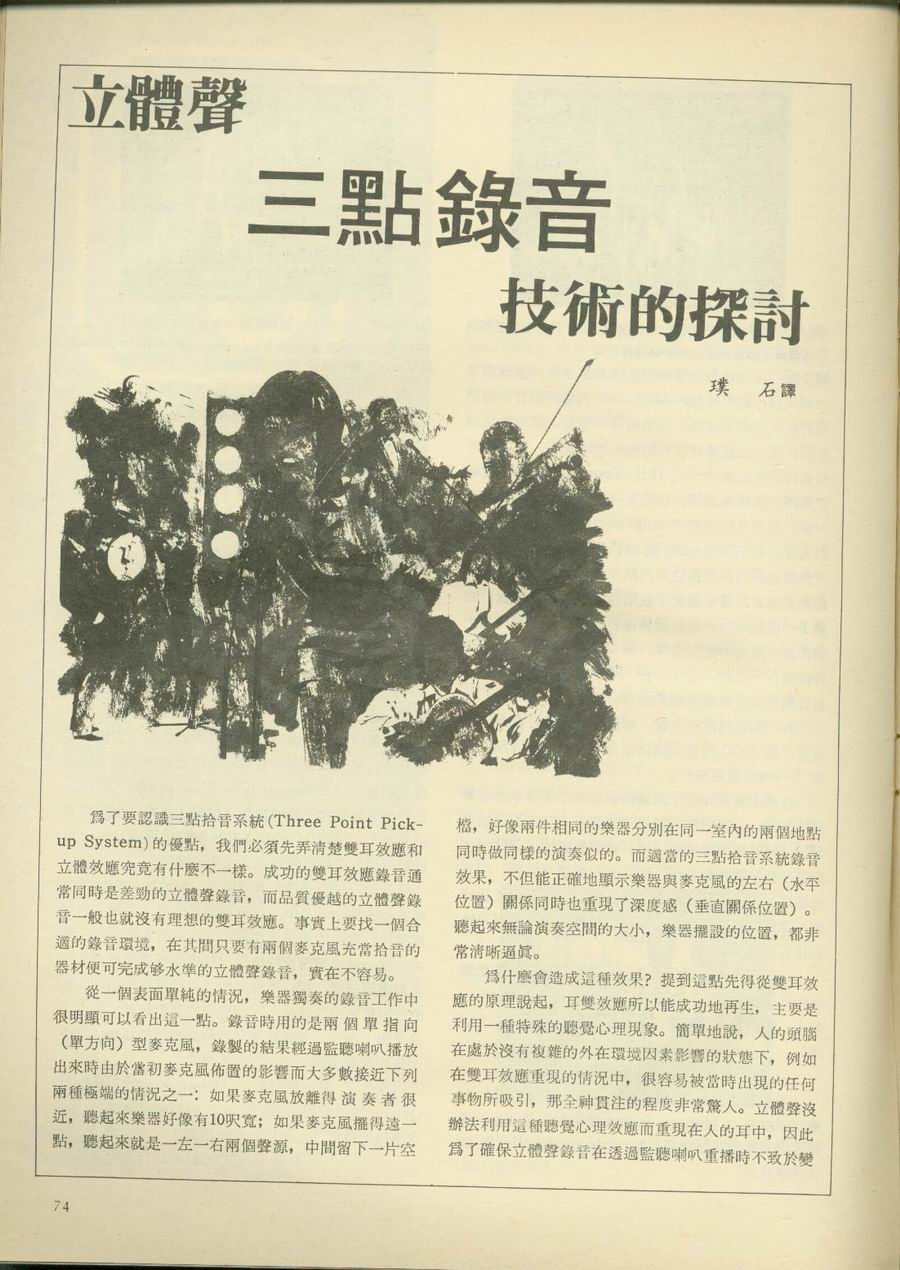 立體聲
三點錄音
技術的探討
璞 石譯
爲了要認識三點拾音系統(Three Point Pick-
up System)的優點，我們必須先弄清楚雙耳效應和
立體效應究竟有什麽不一樣。成功的雙耳效應錄音通
常同時是差勁的立體聲錄音，而品質優越的立體聲錄
音一般也就沒有理想的雙耳效應。事實上要找一個合
適的錄音環境，在其間只要有兩個麥克風充當拾音的
器材便可完成够水準的立體聲錄音，實在不容易。
從一個表面單純的情況，樂器獨奏的錄音工作中
很明顯可以看出這一點。錄音時用的是兩個單指向
（單方向）型麥克風，錄製的結果經過監聽喇叭播放
出來時由於當初麥克風佈置的影響而大多數接近下列
兩種極端的情況之一：如果麥克風放離得演奏者很
近，聽起來樂器好像有10呎寬；如果麥克風擺得遠一
點，聽起來就是一左一右兩個聲源，中間留下一片空
檔，好像兩件相同的樂器分別在同一室內的兩個地點
同時做同樣的演奏似的。而適當的三點拾音系統錄音
效果，不但能正確地顯示樂器與麥克風的左右（水平
位置）關係同時也重現了深度感（垂直關係位置）。
聽起來無論演奏空間的大小，樂器擺設的位置，都非
常清晰逼眞。
爲什麽會造成這種效果？提到這點先得從雙耳效
應的原理說起，耳雙效應所以能成功地再生，主要是
利用一種特殊的聽覺心理現象。簡單地說，人的頭腦
在處於沒有複雜的外在環境因素影響的狀態下，例如
在雙耳效應重現的情況中，很容易被當時出現的任何
事物所吸引，那全神貫注的程度非常驚人。立體聲沒
辦法利用這種聽覺心理效應而重現在人的耳中，因此
爲了確保立體聲錄音在透過監聽喇叭重播時不致於變
74